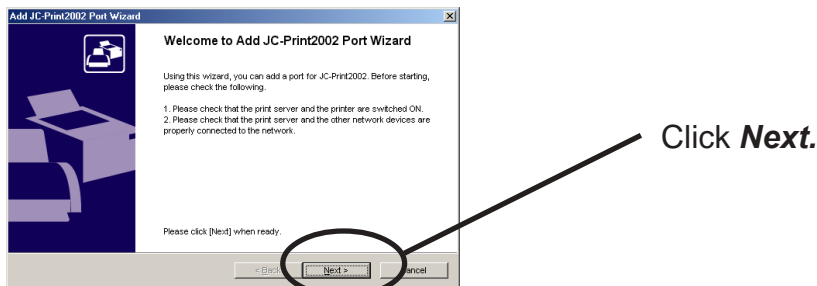 Add JC-Print2002 Port Wizard
Welcome to Add JC-Print2002 Port Wizard
Using this wizard, you can add a port for JC-Print2002. Before starting,
please check the following.
1. Please check that the print server and the printer are switched ON.
2. Please check that the print server and the other network devices are
properly connected to the network.
Click Next.
Please click [Next] when ready.
< Back Next > Cancel